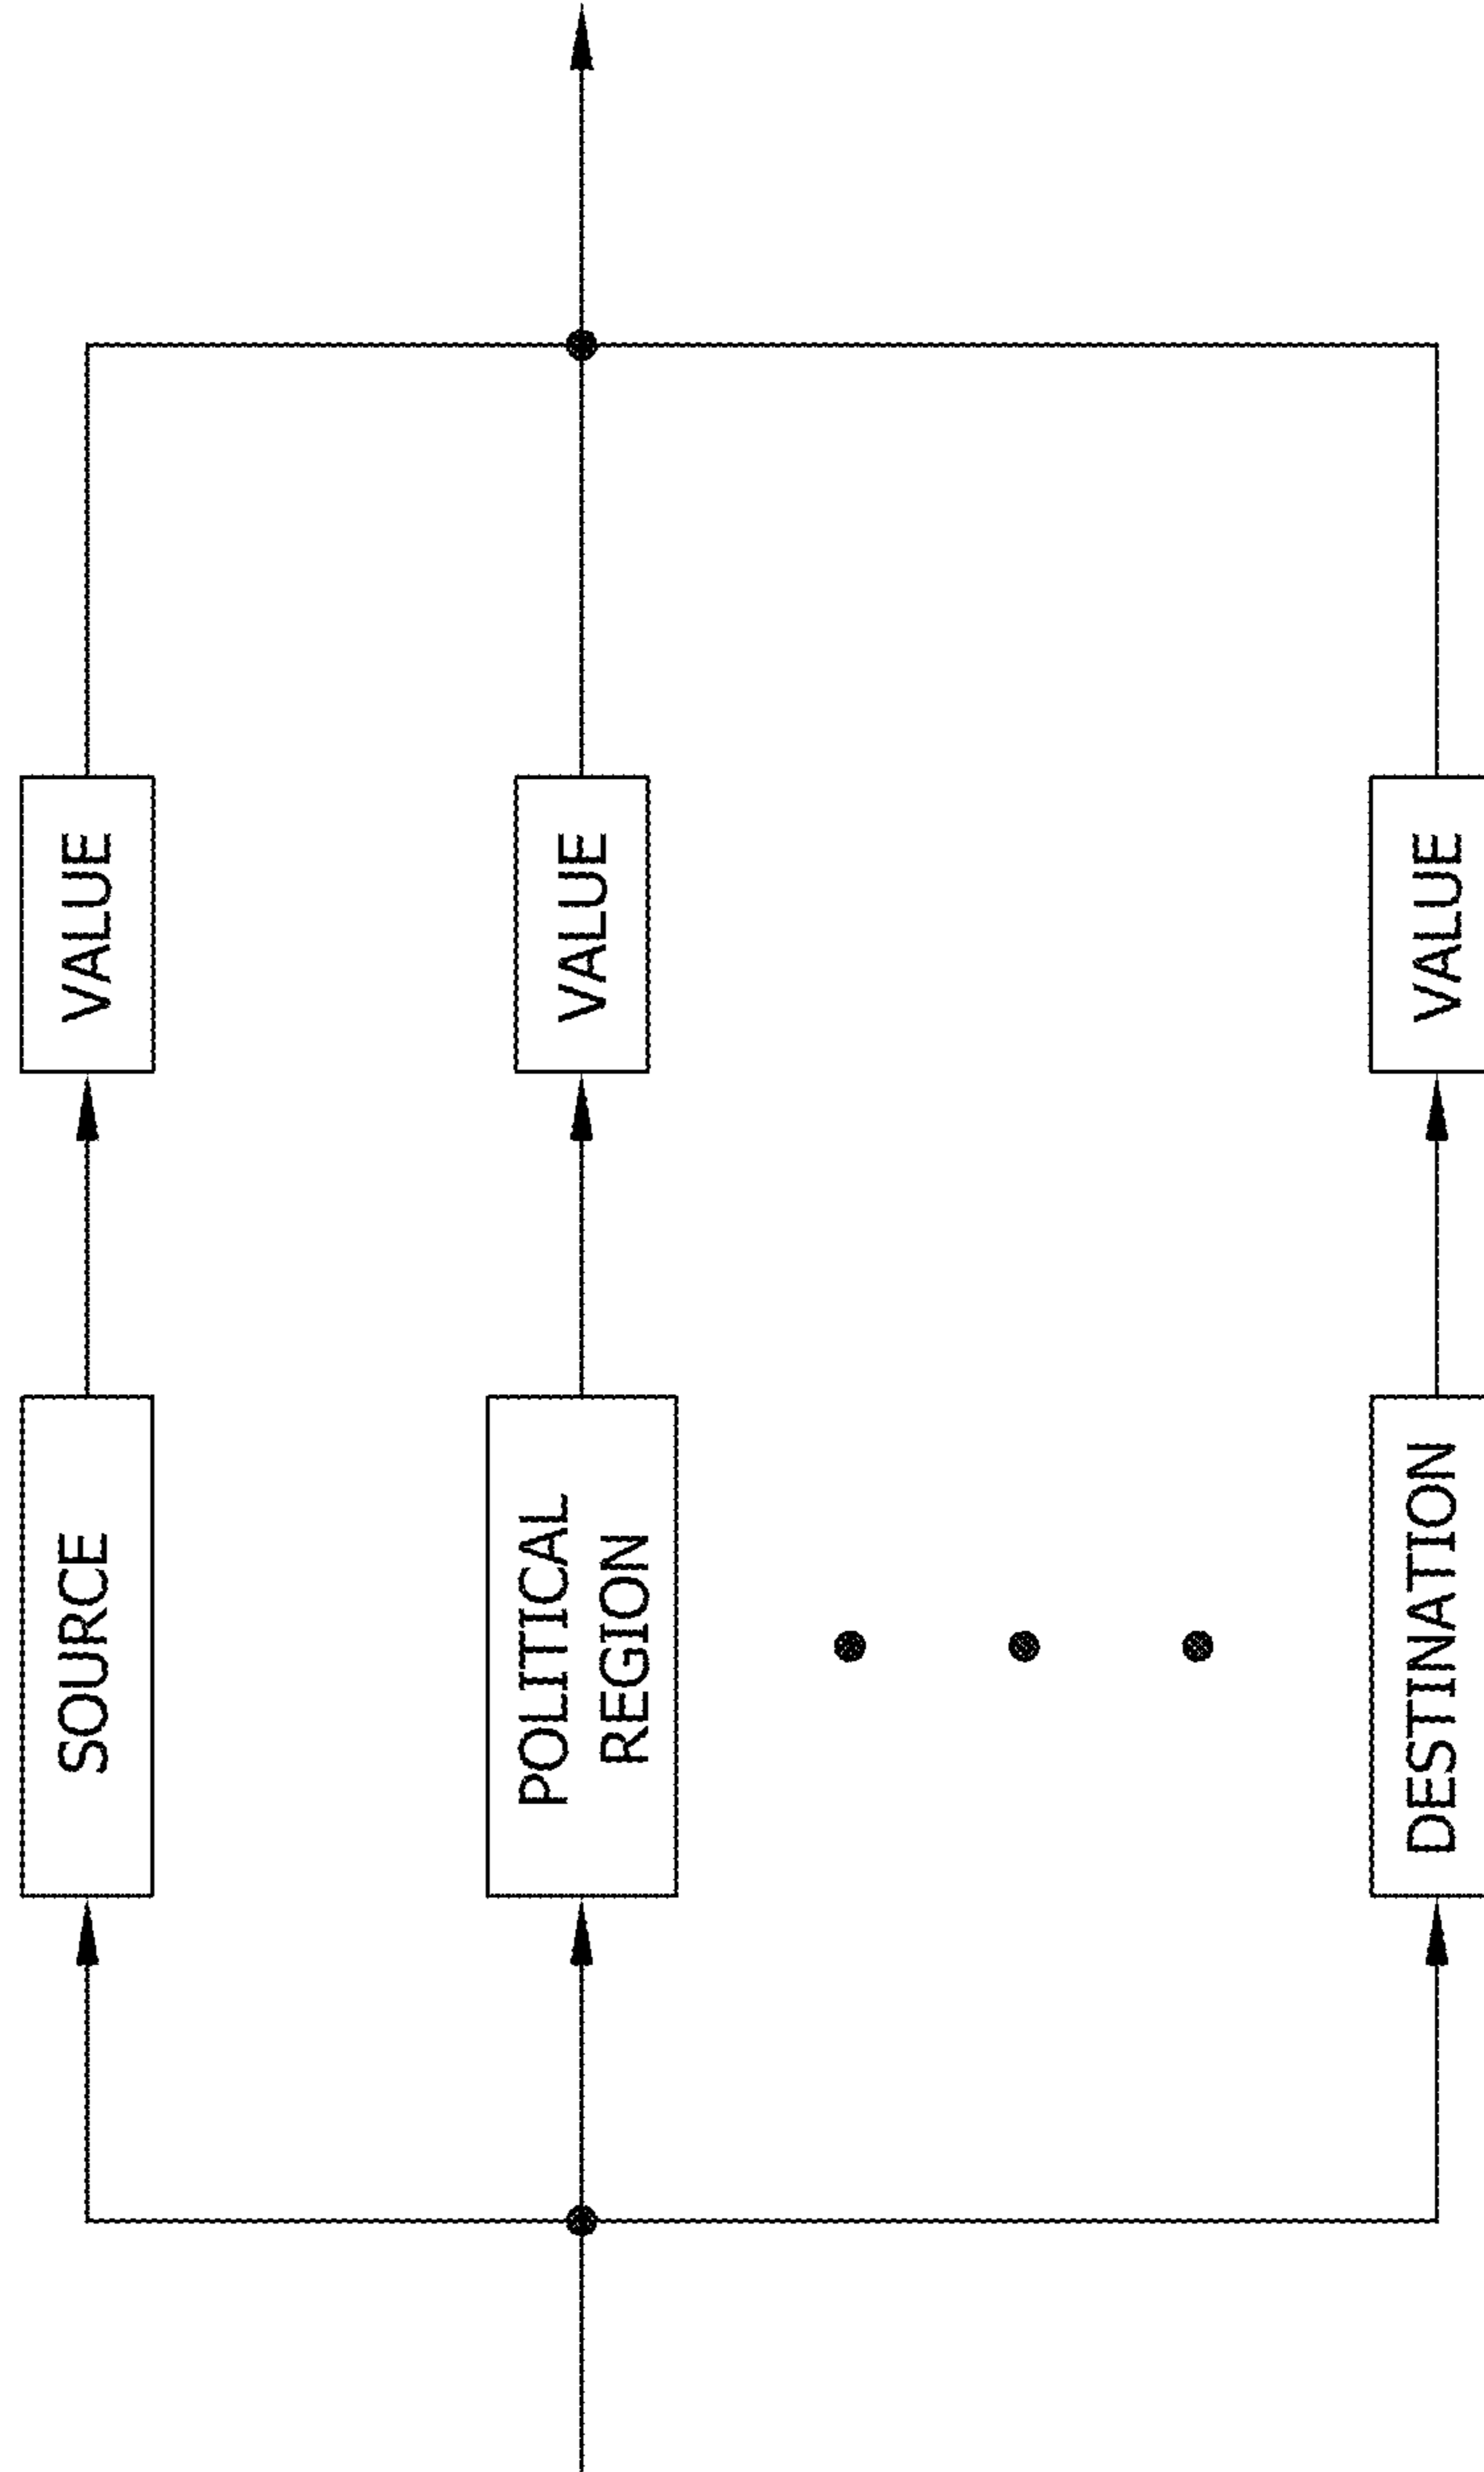 SOURCE
VALUE
POLITICAL
REGION
VALUE
DESTINATION
VALUE